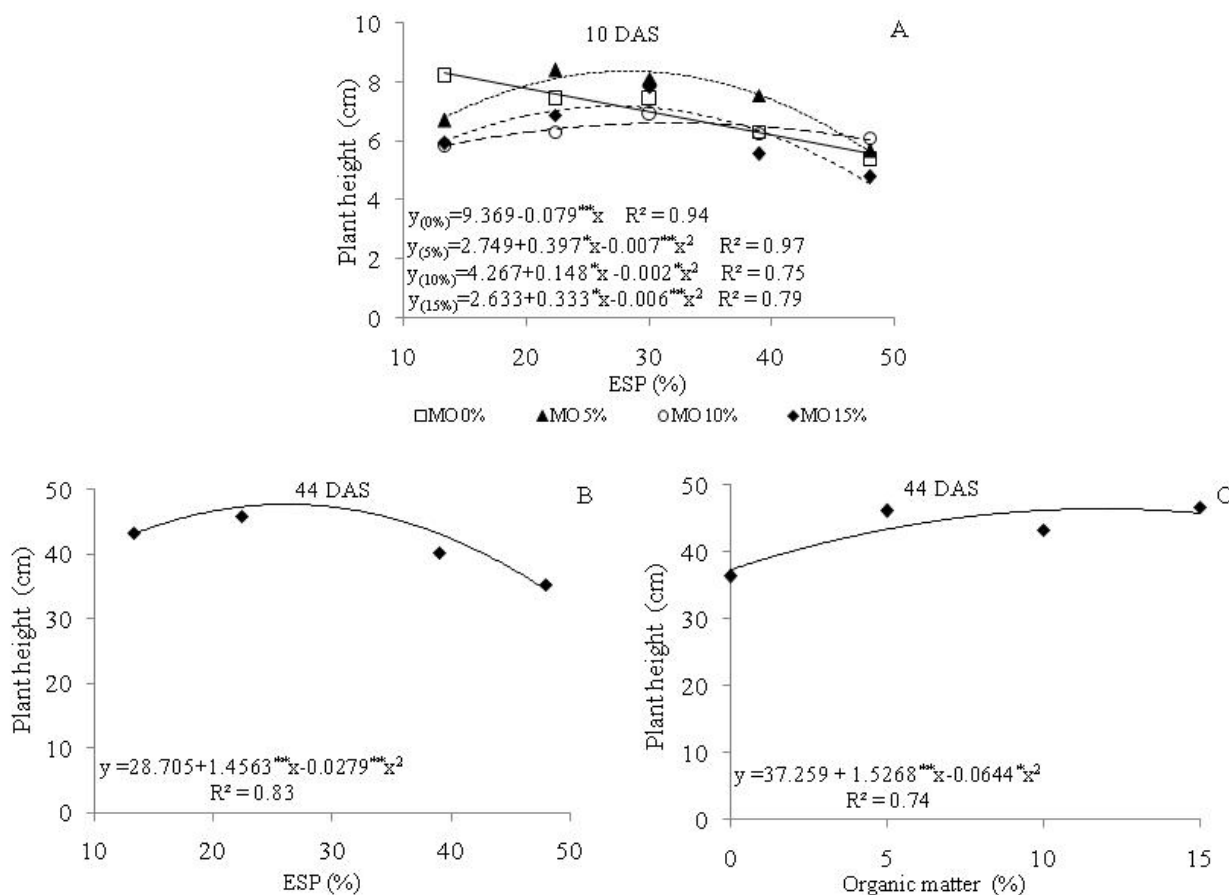 10 DAS
A
Plant height (cm)
10
8
6
4
2
0
y(0%)=9.369-0.079**x R² = 0.94
y(5%)=2.749+0.397*x-0.007**x² R² = 0.97
y(10%)=4.267+0.148*x -0.002*x² R² = 0.75
y(15%)=2.633+0.333*x-0.006**x² R² = 0.79
10 20 30 40 50
ESP (%)
MO 0% MO 5% MO 10% MO 15%
44 DAS
B
Plant height (cm)
50
40
30
20
10
0
y =28.705+1.4563**x-0.0279**x²
R² = 0.83
10 20 30 40 50
ESP (%)
44 DAS
C
Plant height (cm)
50
40
30
20
10
0
y =37.259 + 1.5268**x-0.0644*x²
R² = 0.74
0 5 10 15
Organic matter (%)